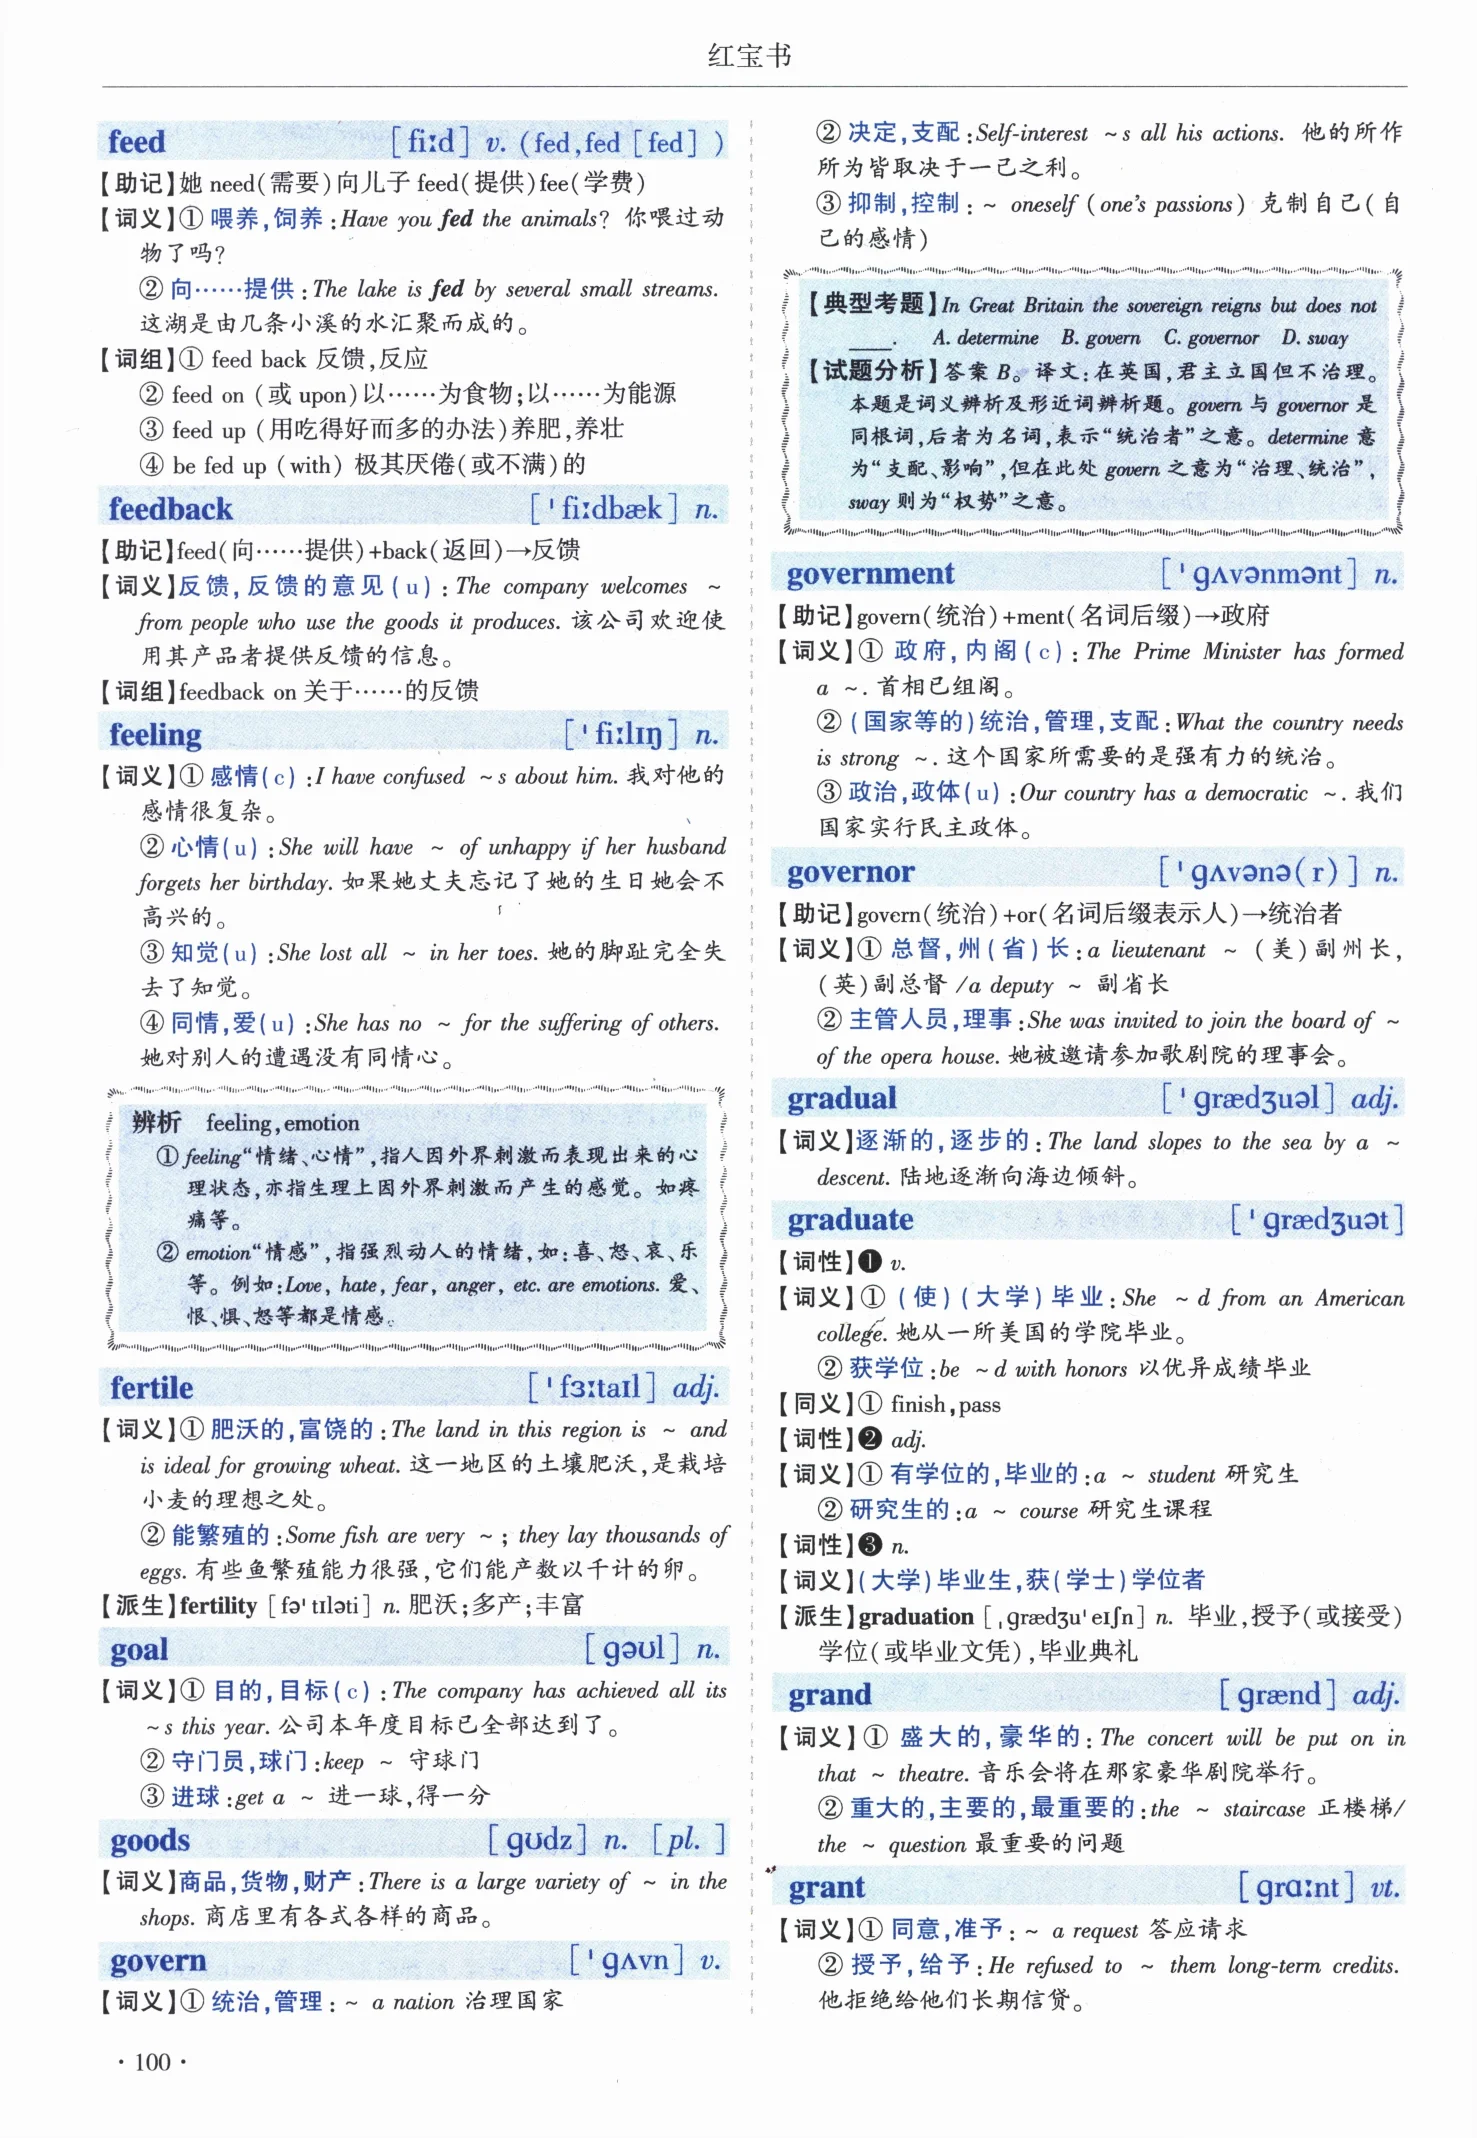 红宝书
feed [fiːd] v. (fed,fed [fed] )
【助记】她 need(需要)向儿子 feed(提供)fee(学费)
【词义】① 喂养,饲养:Have you fed the animals? 你喂过动
物了吗?
② 向……提供:The lake is fed by several small streams.
这湖是由几条小溪的水汇聚而成的。
【词组】① feed back 反馈,反应
② feed on (或 upon)以……为食物;以……为能源
③ feed up (用吃得好而多的办法)养肥,养壮
④ be fed up (with) 极其厌倦(或不满)的
feedback [ˈfiːdbæk] n.
【助记】feed(向……提供)+back(返回)→反馈
【词义】反馈,反馈的意见(u):The company welcomes ~
from people who use the goods it produces. 该公司欢迎使
用其产品者提供反馈的信息。
【词组】feedback on 关于……的反馈
feeling [ˈfiːlɪŋ] n.
【词义】① 感情(c) :I have confused ~s about him. 我对他的
感情很复杂。
② 心情(u) :She will have ~ of unhappy if her husband
forgets her birthday. 如果她丈夫忘记了她的生日她会不
高兴的。
③ 知觉(u) :She lost all ~ in her toes. 她的脚趾完全失
去了知觉。
④ 同情,爱(u) :She has no ~ for the suffering of others.
她对别人的遭遇没有同情心。
辨析 feeling,emotion
① feeling“情绪、心情”,指人因外界刺激而表现出来的心
理状态,亦指生理上因外界刺激而产生的感觉。如疼
痛等。
② emotion“情感”,指强烈动人的情绪,如:喜、怒、哀、乐
等。例如:Love, hate, fear, anger, etc. are emotions. 爱、
恨、惧、怒等都是情感。
fertile [ˈfɜːtaɪl] adj.
【词义】① 肥沃的,富饶的:The land in this region is ~ and
is ideal for growing wheat. 这一地区的土壤肥沃,是栽培
小麦的理想之处。
② 能繁殖的:Some fish are very ~; they lay thousands of
eggs. 有些鱼繁殖能力很强,它们能产数以千计的卵。
【派生】fertility [fəˈtɪləti] n. 肥沃;多产;丰富
goal [ɡəʊl] n.
【词义】① 目的,目标(c) :The company has achieved all its
~s this year. 公司本年度目标已全部达到了。
② 守门员,球门:keep ~ 守球门
③ 进球:get a ~ 进一球,得一分
goods [ɡʊdz] n. [pl. ]
【词义】商品,货物,财产:There is a large variety of ~ in the
shops. 商店里有各式各样的商品。
govern [ˈɡʌvn] v.
【词义】① 统治,管理:~ a nation 治理国家
· 100 ·
② 决定,支配:Self-interest ~s all his actions. 他的所作
所为皆取决于一己之利。
③ 抑制,控制:~ oneself (one's passions) 克制自己(自
己的感情)
【典型考题】In Great Britain the sovereign reigns but does not
____. A. determine B. govern C. governor D. sway
【试题分析】答案 B。译文:在英国,君主立国但不治理。
本题是词义辨析及形近词辨析题。govern 与 governor 是
同根词,后者为名词,表示“统治者”之意。determine 意
为“支配、影响”,但在此处 govern 之意为“治理、统治”,
sway 则为“权势”之意。
government [ˈɡʌvənmənt] n.
【助记】govern(统治)+ment(名词后缀)→政府
【词义】① 政府,内阁(c) :The Prime Minister has formed
a ~. 首相已组阁。
② (国家等的)统治,管理,支配:What the country needs
is strong ~. 这个国家所需要的是强有力的统治。
③ 政治,政体(u) :Our country has a democratic ~. 我们
国家实行民主政体。
governor [ˈɡʌvənə(r)] n.
【助记】govern(统治)+or(名词后缀表示人)→统治者
【词义】① 总督,州(省)长:a lieutenant ~ (美)副州长,
(英)副总督 /a deputy ~ 副省长
② 主管人员,理事:She was invited to join the board of ~
of the opera house. 她被邀请参加歌剧院的理事会。
gradual [ˈɡrædʒuəl] adj.
【词义】逐渐的,逐步的:The land slopes to the sea by a ~
descent. 陆地逐渐向海边倾斜。
graduate [ˈɡrædʒuət]
【词性】❶ v.
【词义】① (使)(大学)毕业:She ~d from an American
college. 她从一所美国的学院毕业。
② 获学位:be ~d with honors 以优异成绩毕业
【同义】① finish,pass
【词性】❷ adj.
【词义】① 有学位的,毕业的:a ~ student 研究生
② 研究生的:a ~ course 研究生课程
【词性】❸ n.
【词义】(大学)毕业生,获(学士)学位者
【派生】graduation [ˌɡrædʒuˈeɪʃn] n. 毕业,授予(或接受)
学位(或毕业文凭),毕业典礼
grand [ɡrænd] adj.
【词义】① 盛大的,豪华的:The concert will be put on in
that ~ theatre. 音乐会将在那家豪华剧院举行。
② 重大的,主要的,最重要的:the ~ staircase 正楼梯/
the ~ question 最重要的问题
grant [ɡrɑːnt] vt.
【词义】① 同意,准予:~ a request 答应请求
② 授予,给予:He refused to ~ them long-term credits.
他拒绝给他们长期信贷。